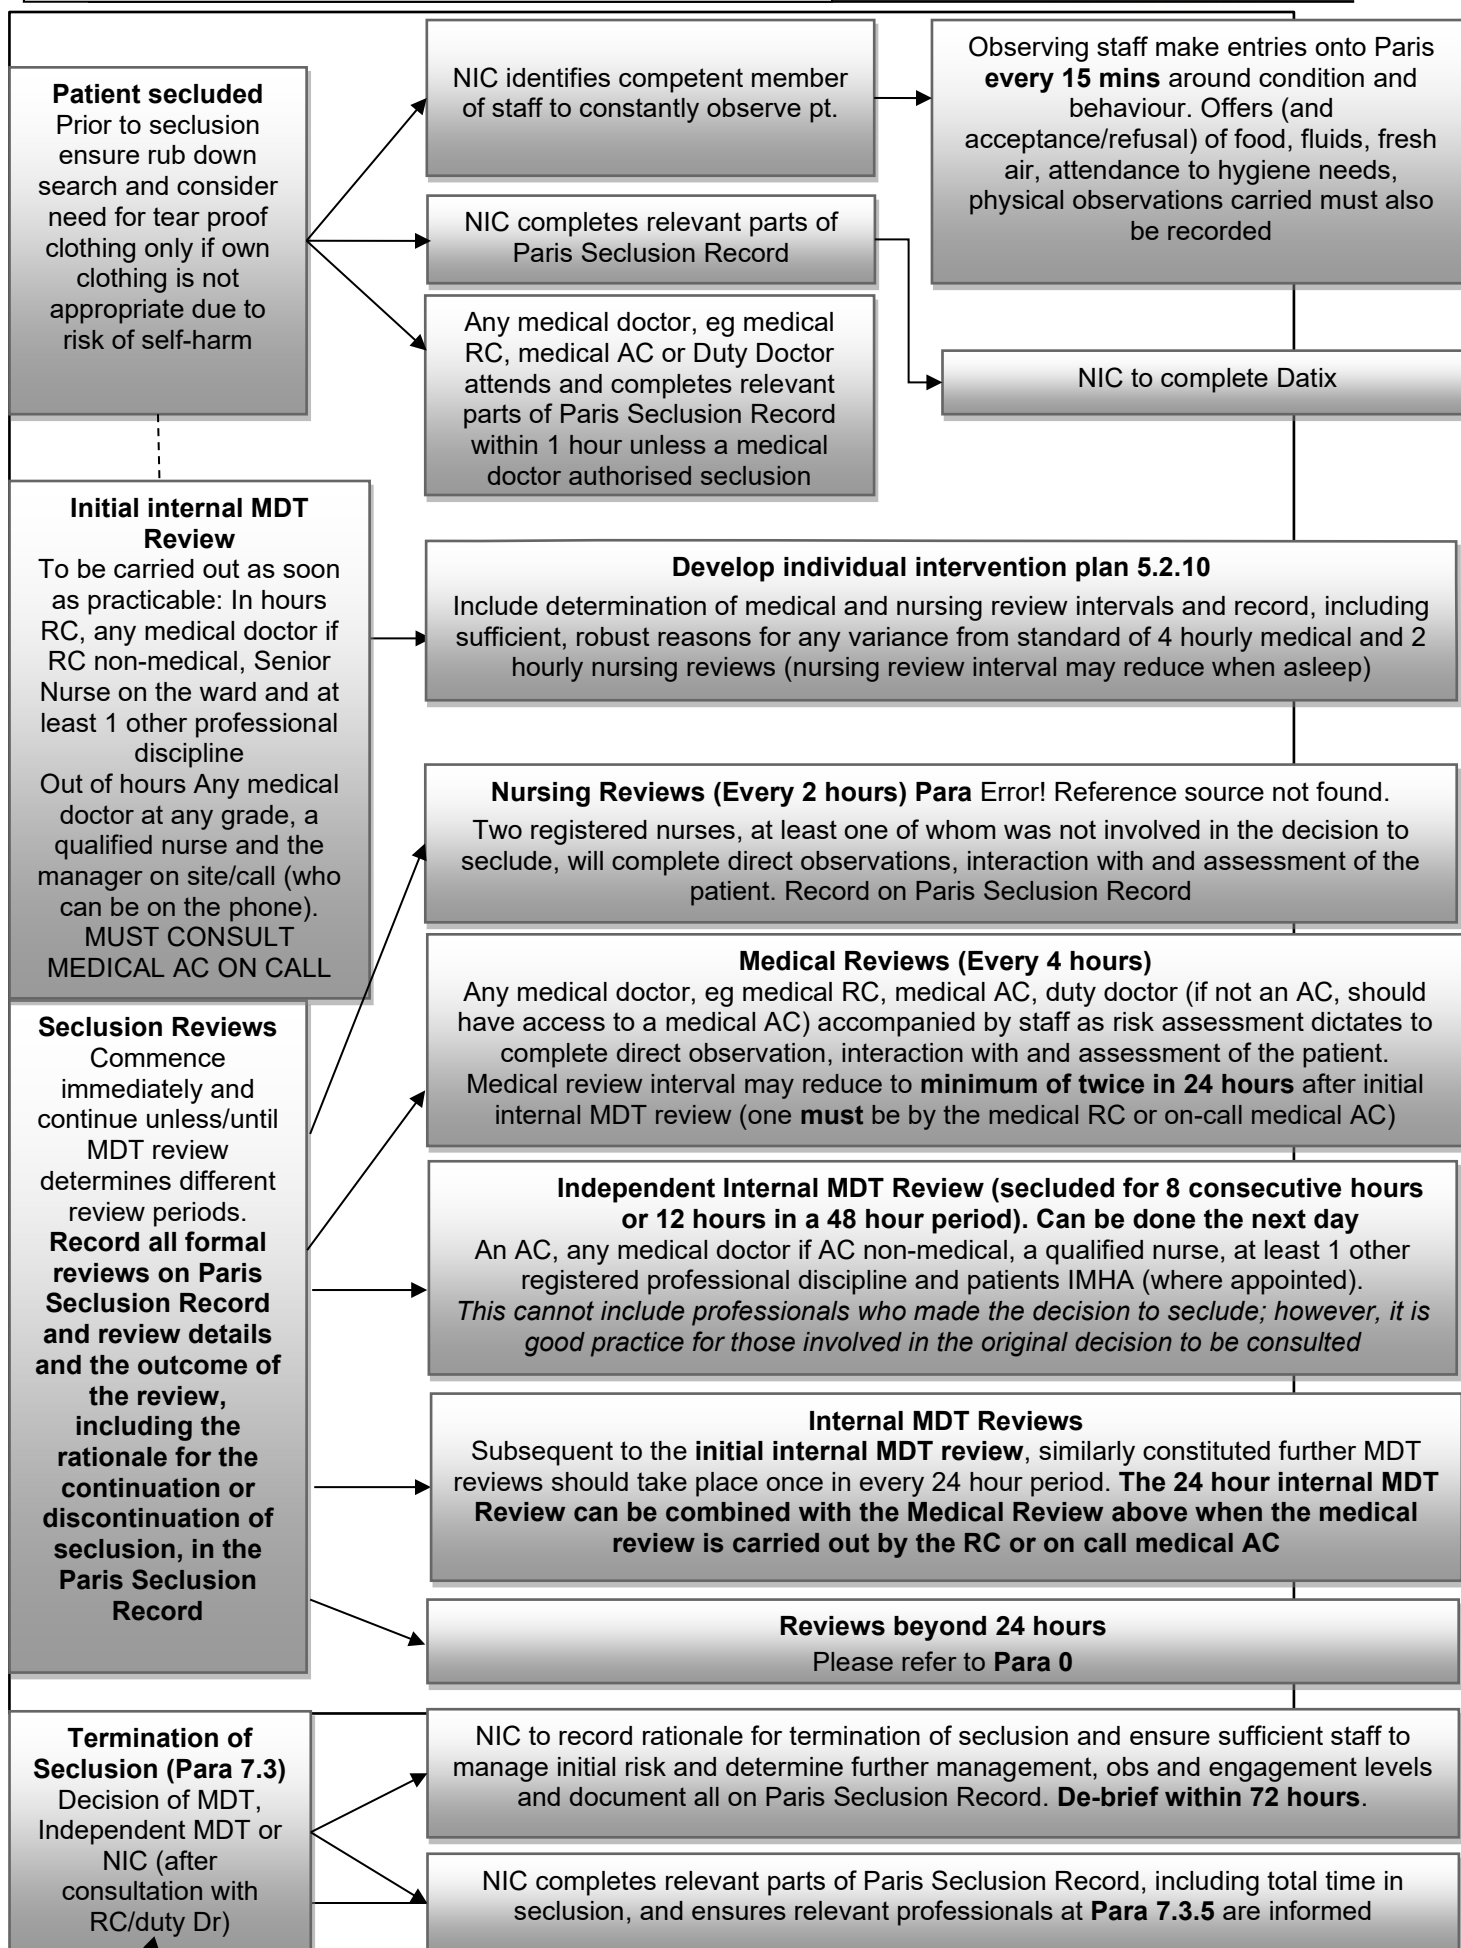 Patient secluded
Prior to seclusion
ensure rub down
search and consider
need for tear proof
clothing only if own
clothing is not
appropriate due to
risk of self-harm
NIC identifies competent member
of staff to constantly observe pt.
Observing staff make entries onto Paris
every 15 mins around condition and
behaviour. Offers (and
acceptance/refusal) of food, fluids, fresh
air, attendance to hygiene needs,
physical observations carried must also
be recorded
NIC completes relevant parts of
Paris Seclusion Record
NIC to complete Datix
Any medical doctor, eg medical
RC, medical AC or Duty Doctor
attends and completes relevant
parts of Paris Seclusion Record
within 1 hour unless a medical
doctor authorised seclusion
Initial internal MDT
Review
To be carried out as soon
as practicable: In hours
RC, any medical doctor if
RC non-medical, Senior
Nurse on the ward and at
least 1 other professional
discipline
Out of hours Any medical
doctor at any grade, a
qualified nurse and the
manager on site/call (who
can be on the phone).
MUST CONSULT
MEDICAL AC ON CALL
Develop individual intervention plan 5.2.10
Include determination of medical and nursing review intervals and record, including
sufficient, robust reasons for any variance from standard of 4 hourly medical and 2
hourly nursing reviews (nursing review interval may reduce when asleep)
Seclusion Reviews
Commence
immediately and
continue unless/until
MDT review
determines different
review periods.
Record all formal
reviews on Paris
Seclusion Record
and review details
and the outcome of
the review,
including the
rationale for the
continuation or
discontinuation of
seclusion, in the
Paris Seclusion
Record
Nursing Reviews (Every 2 hours) Para Error! Reference source not found.
Two registered nurses, at least one of whom was not involved in the decision to
seclude, will complete direct observations, interaction with and assessment of the
patient. Record on Paris Seclusion Record
Medical Reviews (Every 4 hours)
Any medical doctor, eg medical RC, medical AC, duty doctor (if not an AC, should
have access to a medical AC) accompanied by staff as risk assessment dictates to
complete direct observation, interaction with and assessment of the patient.
Medical review interval may reduce to minimum of twice in 24 hours after initial
internal MDT review (one must be by the medical RC or on-call medical AC)
Independent Internal MDT Review (secluded for 8 consecutive hours
or 12 hours in a 48 hour period). Can be done the next day
An AC, any medical doctor if AC non-medical, a qualified nurse, at least 1 other
registered professional discipline and patients IMHA (where appointed).
This cannot include professionals who made the decision to seclude; however, it is
good practice for those involved in the original decision to be consulted
Internal MDT Reviews
Subsequent to the initial internal MDT review, similarly constituted further MDT
reviews should take place once in every 24 hour period. The 24 hour internal MDT
Review can be combined with the Medical Review above when the medical
review is carried out by the RC or on call medical AC
Reviews beyond 24 hours
Please refer to Para 0
Termination of
Seclusion (Para 7.3)
Decision of MDT,
Independent MDT or
NIC (after
consultation with
RC/duty Dr)
NIC to record rationale for termination of seclusion and ensure sufficient staff to
manage initial risk and determine further management, obs and engagement levels
and document all on Paris Seclusion Record. De-brief within 72 hours.
NIC completes relevant parts of Paris Seclusion Record, including total time in
seclusion, and ensures relevant professionals at Para 7.3.5 are informed